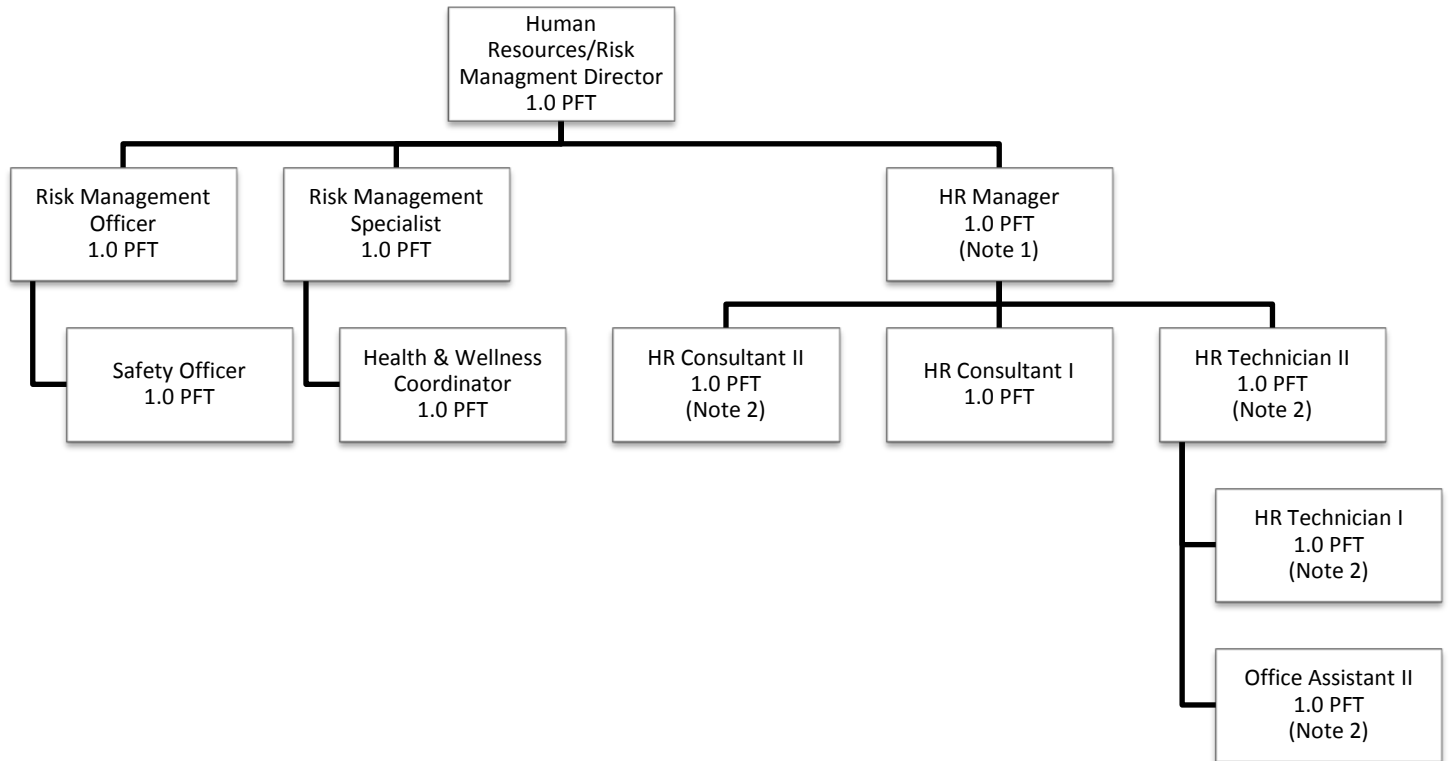 Human
Resources/Risk
Managment Director
1.0 PFT
Risk Management
Officer
1.0 PFT
Risk Management
Specialist
1.0 PFT
HR Manager
1.0 PFT
(Note 1)
Safety Officer
1.0 PFT
Health & Wellness
Coordinator
1.0 PFT
HR Consultant II
1.0 PFT
(Note 2)
HR Consultant I
1.0 PFT
HR Technician II
1.0 PFT
(Note 2)
HR Technician I
1.0 PFT
(Note 2)
Office Assistant II
1.0 PFT
(Note 2)